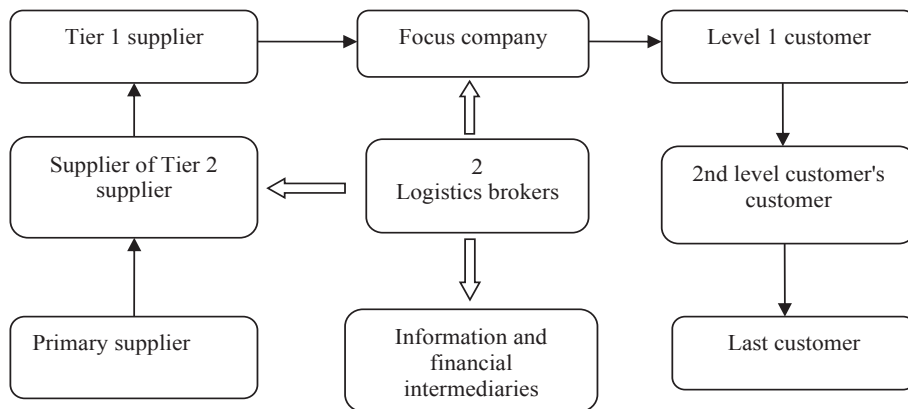 Tier 1 supplier
Focus company
Level 1 customer
Supplier of Tier 2
supplier
2
Logistics brokers
2nd level customer's
customer
Primary supplier
Information and
financial
intermediaries
Last customer